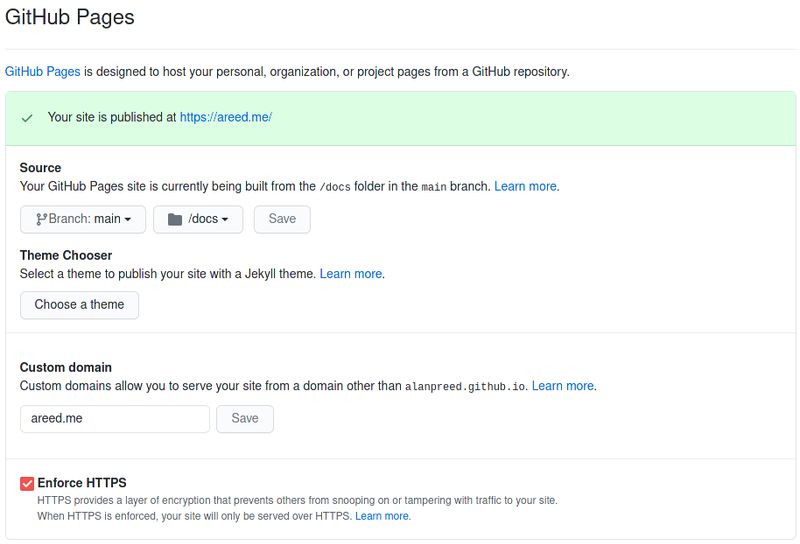 GitHub Pages
GitHub Pages is designed to host your personal, organization, or project pages from a GitHub repository.
Your site is published at https://areed.me/
Source
Your GitHub Pages site is currently being built from the /docs folder in the main branch. Learn more.
Branch: main /docs Save
Theme Chooser
Select a theme to publish your site with a Jekyll theme. Learn more.
Choose a theme
Custom domain
Custom domains allow you to serve your site from a domain other than alanpreed.github.io. Learn more.
areed.me Save
Enforce HTTPS
HTTPS provides a layer of encryption that prevents others from snooping on or tampering with traffic to your site.
When HTTPS is enforced, your site will only be served over HTTPS. Learn more.